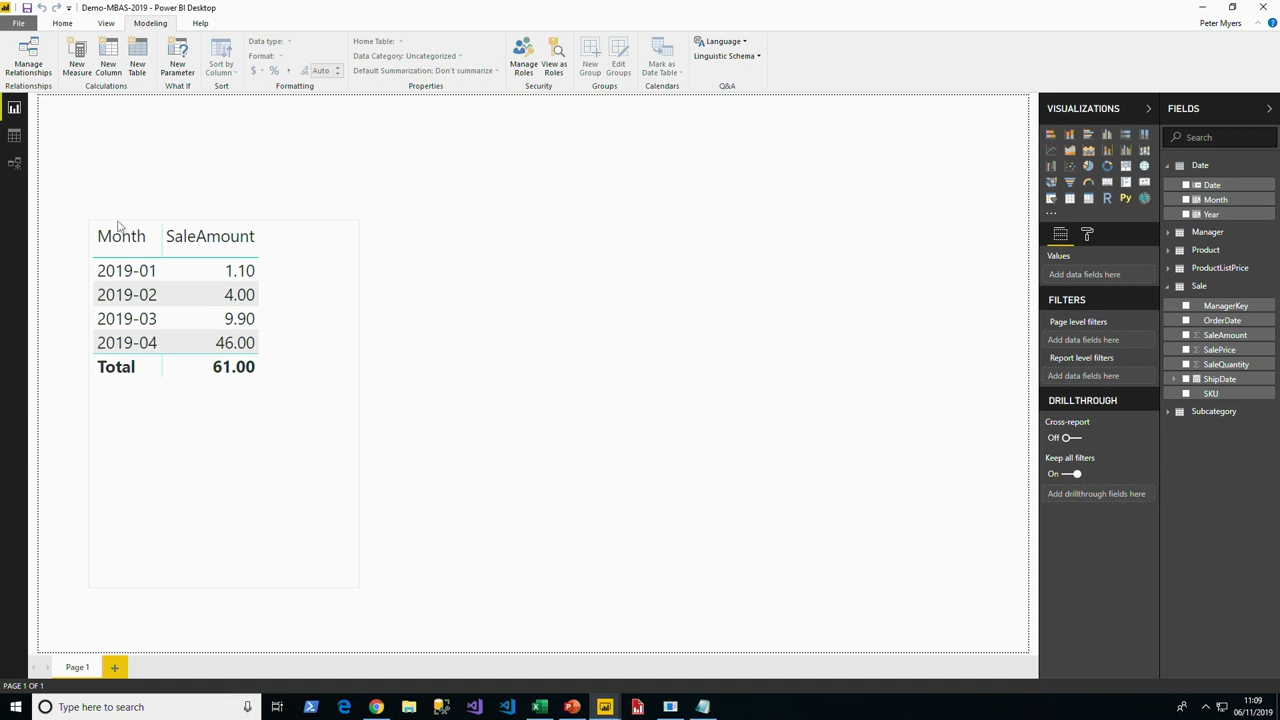 Demo-MBAS-2019 - Power BI Desktop
File Home View Modeling Help
Peter Myers
Manage Relationships
New Measure
New Column
New Table
New Parameter
Sort by Column
Data type:
Format:
$ % , .00 Auto
Home Table:
Data Category: Uncategorized
Default Summarization: Don't summarize
Manage Roles
View as Roles
New Group
Edit Groups
Mark as Date Table
Language
Linguistic Schema
Relationships Calculations What If Sort Formatting Properties Security Groups Calendars Q&A
Month SaleAmount
2019-01 1.10
2019-02 4.00
2019-03 9.90
2019-04 46.00
Total 61.00
VISUALIZATIONS
R Py
...
Values
Add data fields here
FILTERS
Page level filters
Add data fields here
Report level filters
Add data fields here
DRILLTHROUGH
Cross-report
Off
Keep all filters
On
Add drillthrough fields here
FIELDS
Search
Date
Date
Month
Year
Manager
Product
ProductListPrice
Sale
ManagerKey
OrderDate
Σ SaleAmount
Σ SalePrice
Σ SaleQuantity
ShipDate
SKU
Subcategory
Page 1 +
PAGE 1 OF 1
Type here to search
11:09
06/11/2019